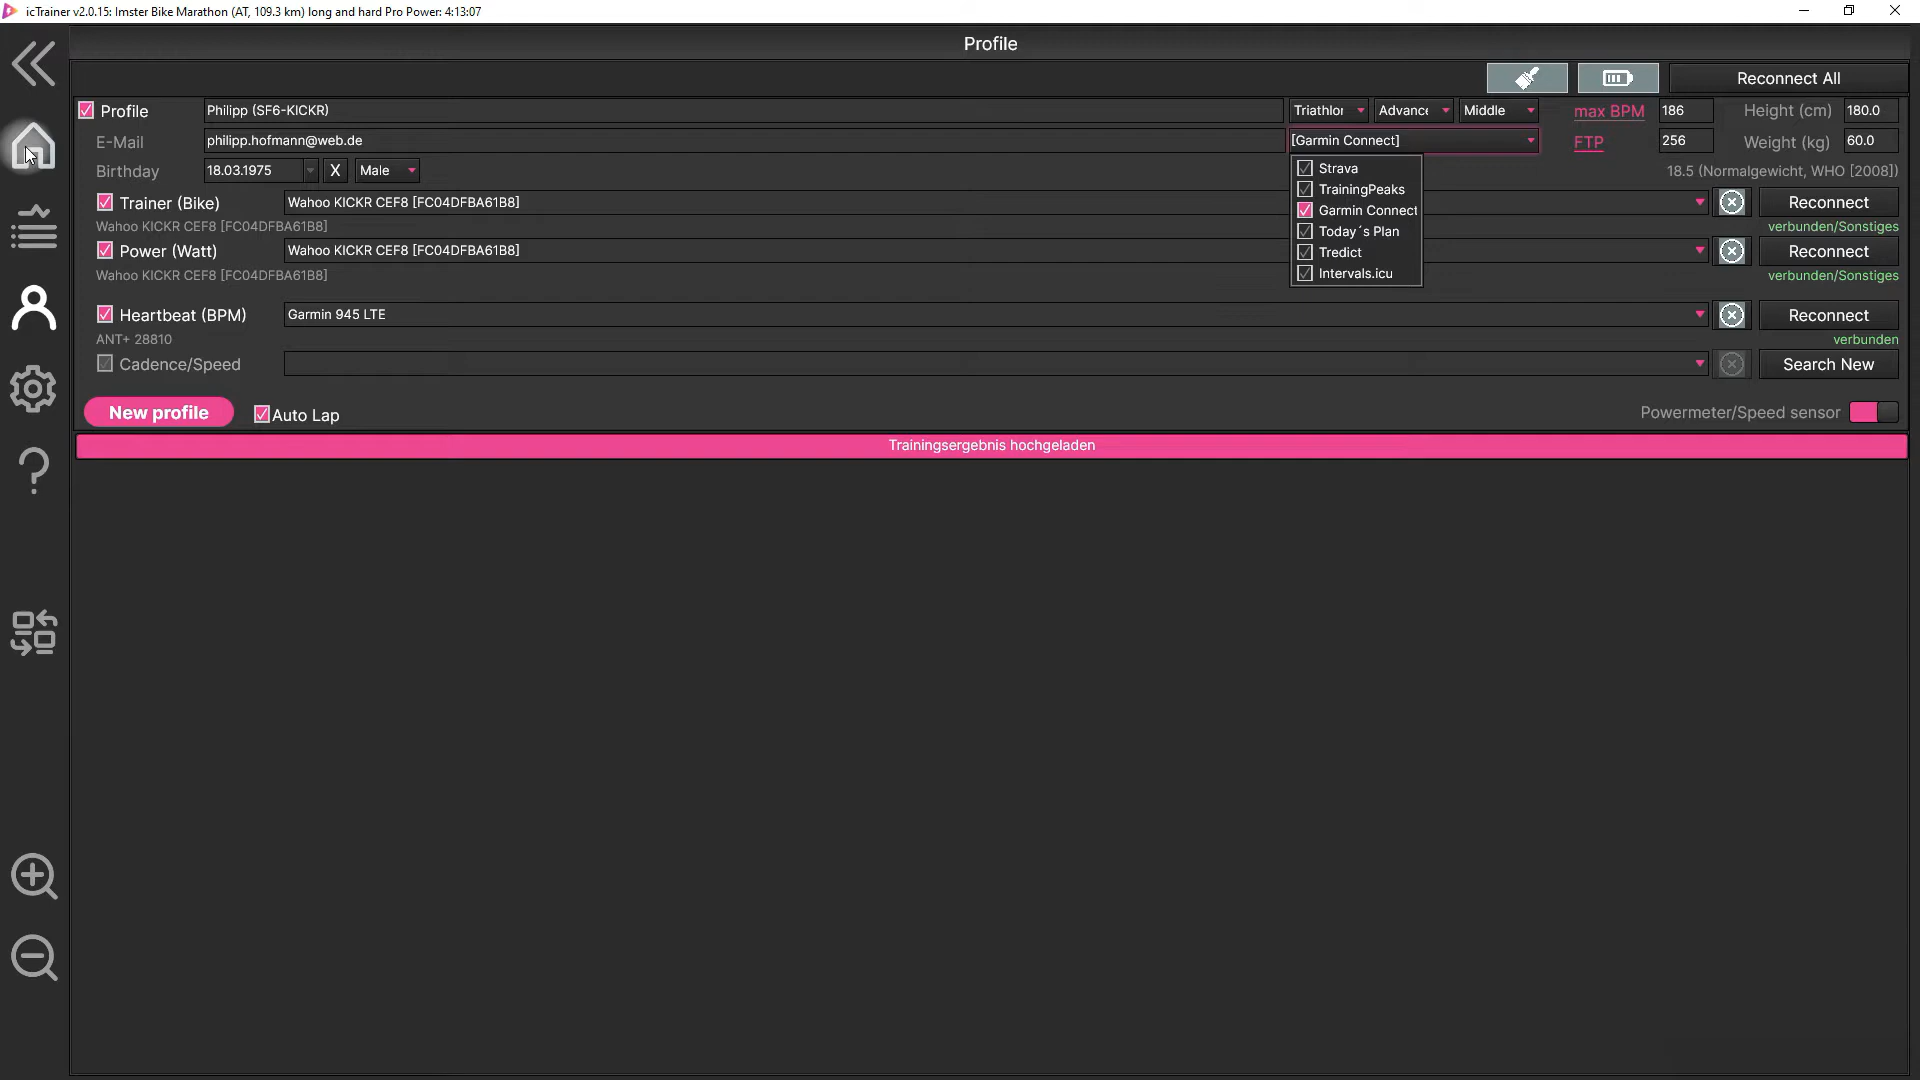 icTrainer v2.0.15: Imster Bike Marathon (AT, 109.3 km) long and hard Pro Power: 4:13:07
Profile
Reconnect All
Profile Philipp (SF6-KICKR) Triathlor Advance Middle max BPM 186 Height (cm) 180.0
E-Mail philipp.hofmann@web.de [Garmin Connect] FTP 256 Weight (kg) 60.0
Birthday 18.03.1975 X Male Strava 18.5 (Normalgewicht, WHO [2008])
TrainingPeaks
Trainer (Bike) Wahoo KICKR CEF8 [FC04DFBA61B8] Garmin Connect Reconnect
Wahoo KICKR CEF8 [FC04DFBA61B8] Today´s Plan verbunden/Sonstiges
Power (Watt) Wahoo KICKR CEF8 [FC04DFBA61B8] Tredict Reconnect
Wahoo KICKR CEF8 [FC04DFBA61B8] Intervals.icu verbunden/Sonstiges
Heartbeat (BPM) Garmin 945 LTE Reconnect
ANT+ 28810 verbunden
Cadence/Speed Search New
New profile Auto Lap Powermeter/Speed sensor
Trainingsergebnis hochgeladen